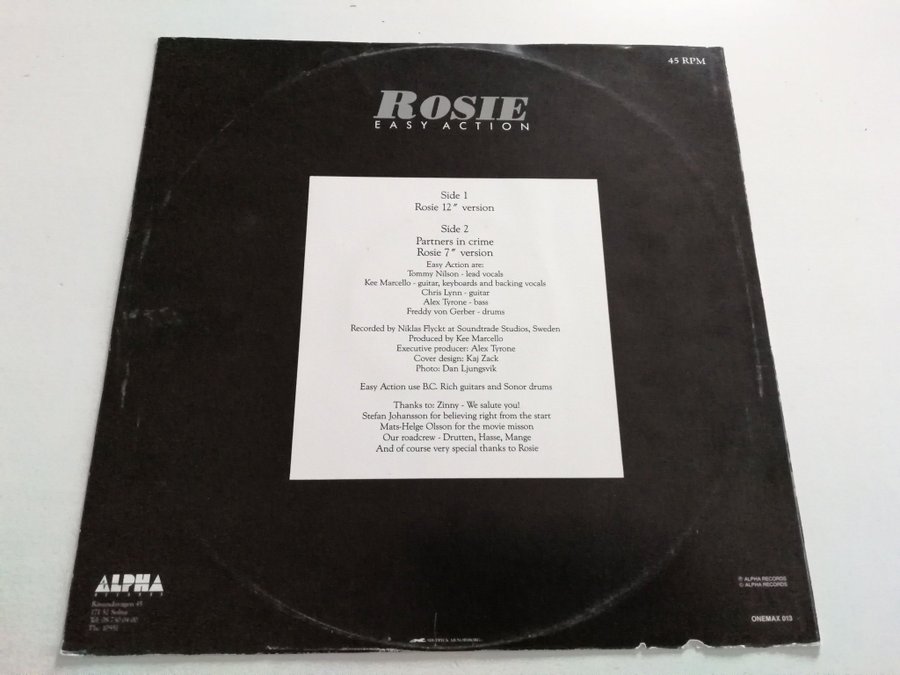 45 RPM
ROSIE
EASY ACTION
Side 1
Rosie 12″ version
Side 2
Partners in crime
Rosie 7″ version
Easy Action are:
Tommy Nilson - lead vocals
Kee Marcello - guitar, keyboards and backing vocals
Chris Lynn - guitar
Alex Tyrone - bass
Freddy von Gerber - drums
Recorded by Niklas Flyckt at Soundtrade Studios, Sweden
Produced by Kee Marcello
Executive producer: Alex Tyrone
Cover design: Kaj Zack
Photo: Dan Ljungsvik
Easy Action use B.C. Rich guitars and Sonor drums
Thanks to: Zinny - We salute you!
Stefan Johansson for believing right from the start
Mats-Helge Olsson for the movie misson
Our roadcrew - Drutten, Hasse, Mange
And of course very special thanks to Rosie
ALPHA
RECORDS
45
171 52 Solna
℗ ALPHA RECORDS
© ALPHA RECORDS
ONEMAX 013